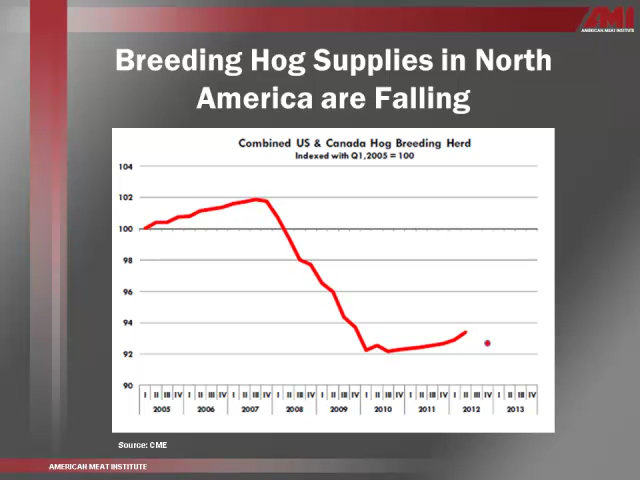 AMI
AMERICAN MEAT INSTITUTE
Breeding Hog Supplies in North
America are Falling
Combined US & Canada Hog Breeding Herd
Indexed with Q1,2005 = 100
104
102
100
98
96
94
92
90
I II III IV I II III IV I II III IV I II III IV I II III IV I II III IV I II III IV I II III IV I II III IV
2005 2006 2007 2008 2009 2010 2011 2012 2013
Source: CME
AMERICAN MEAT INSTITUTE